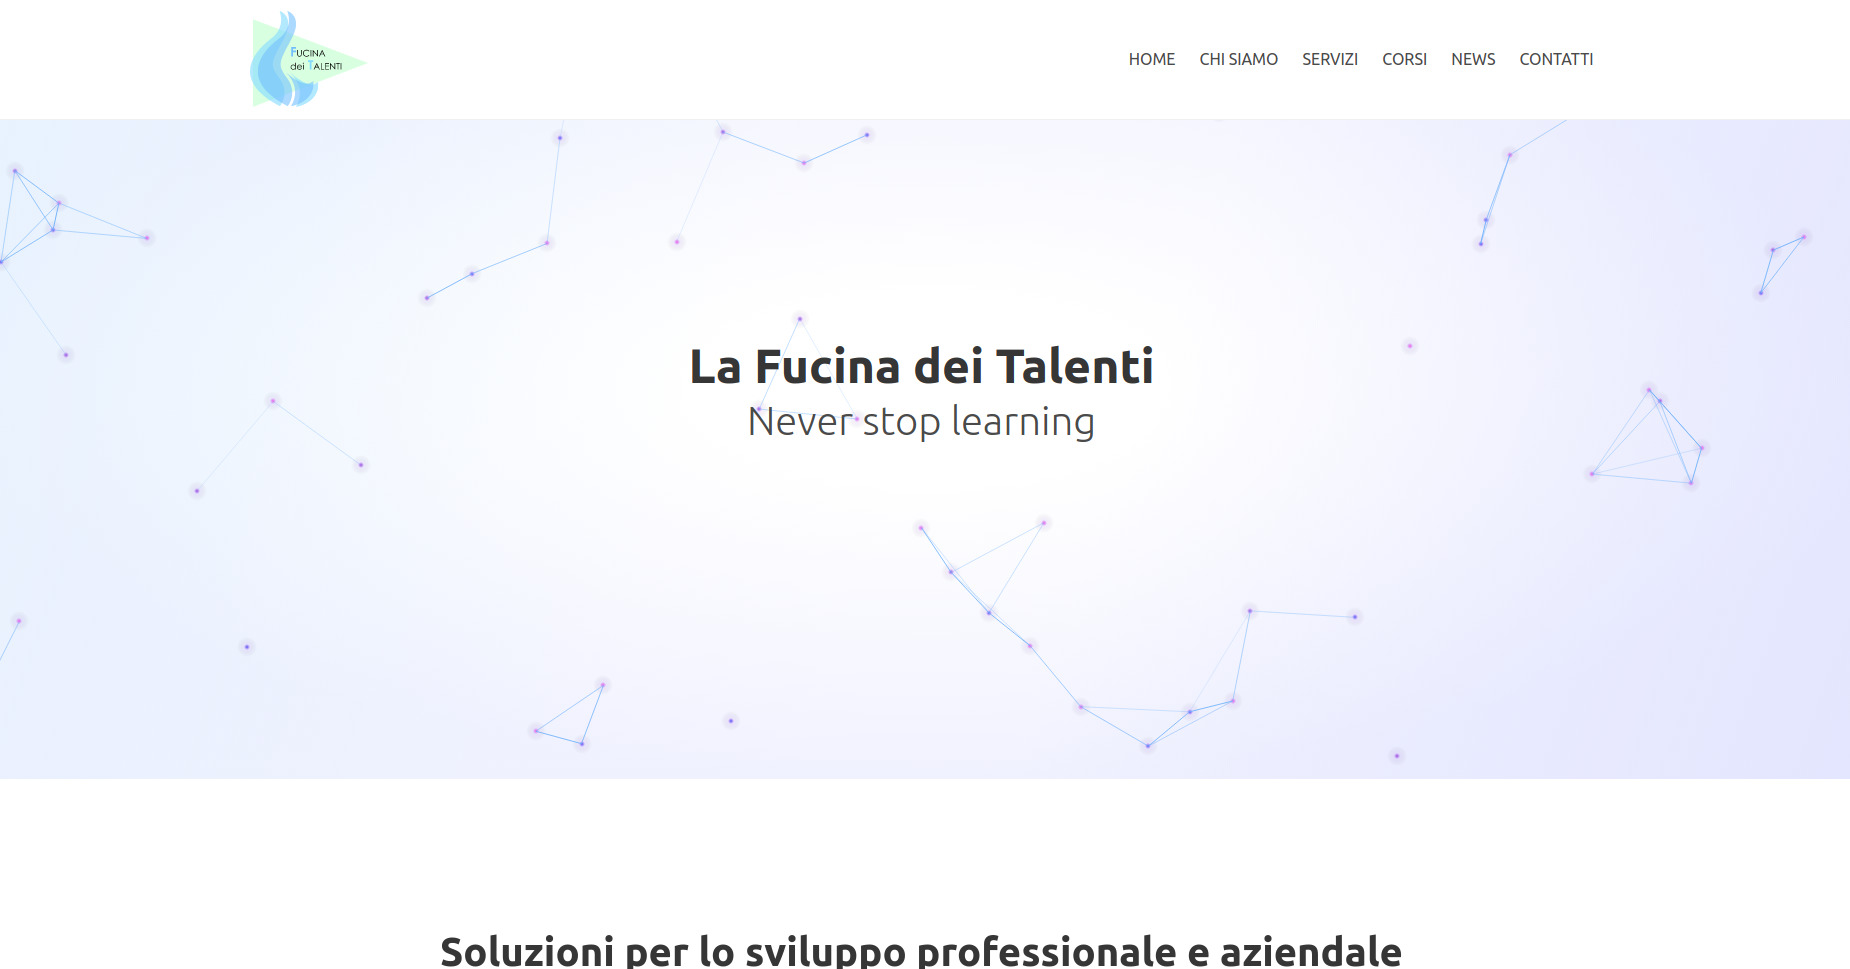 FUCINA
dei TALENTI
HOME CHI SIAMO SERVIZI CORSI NEWS CONTATTI
La Fucina dei Talenti
Never stop learning
Soluzioni per lo sviluppo professionale e aziendale